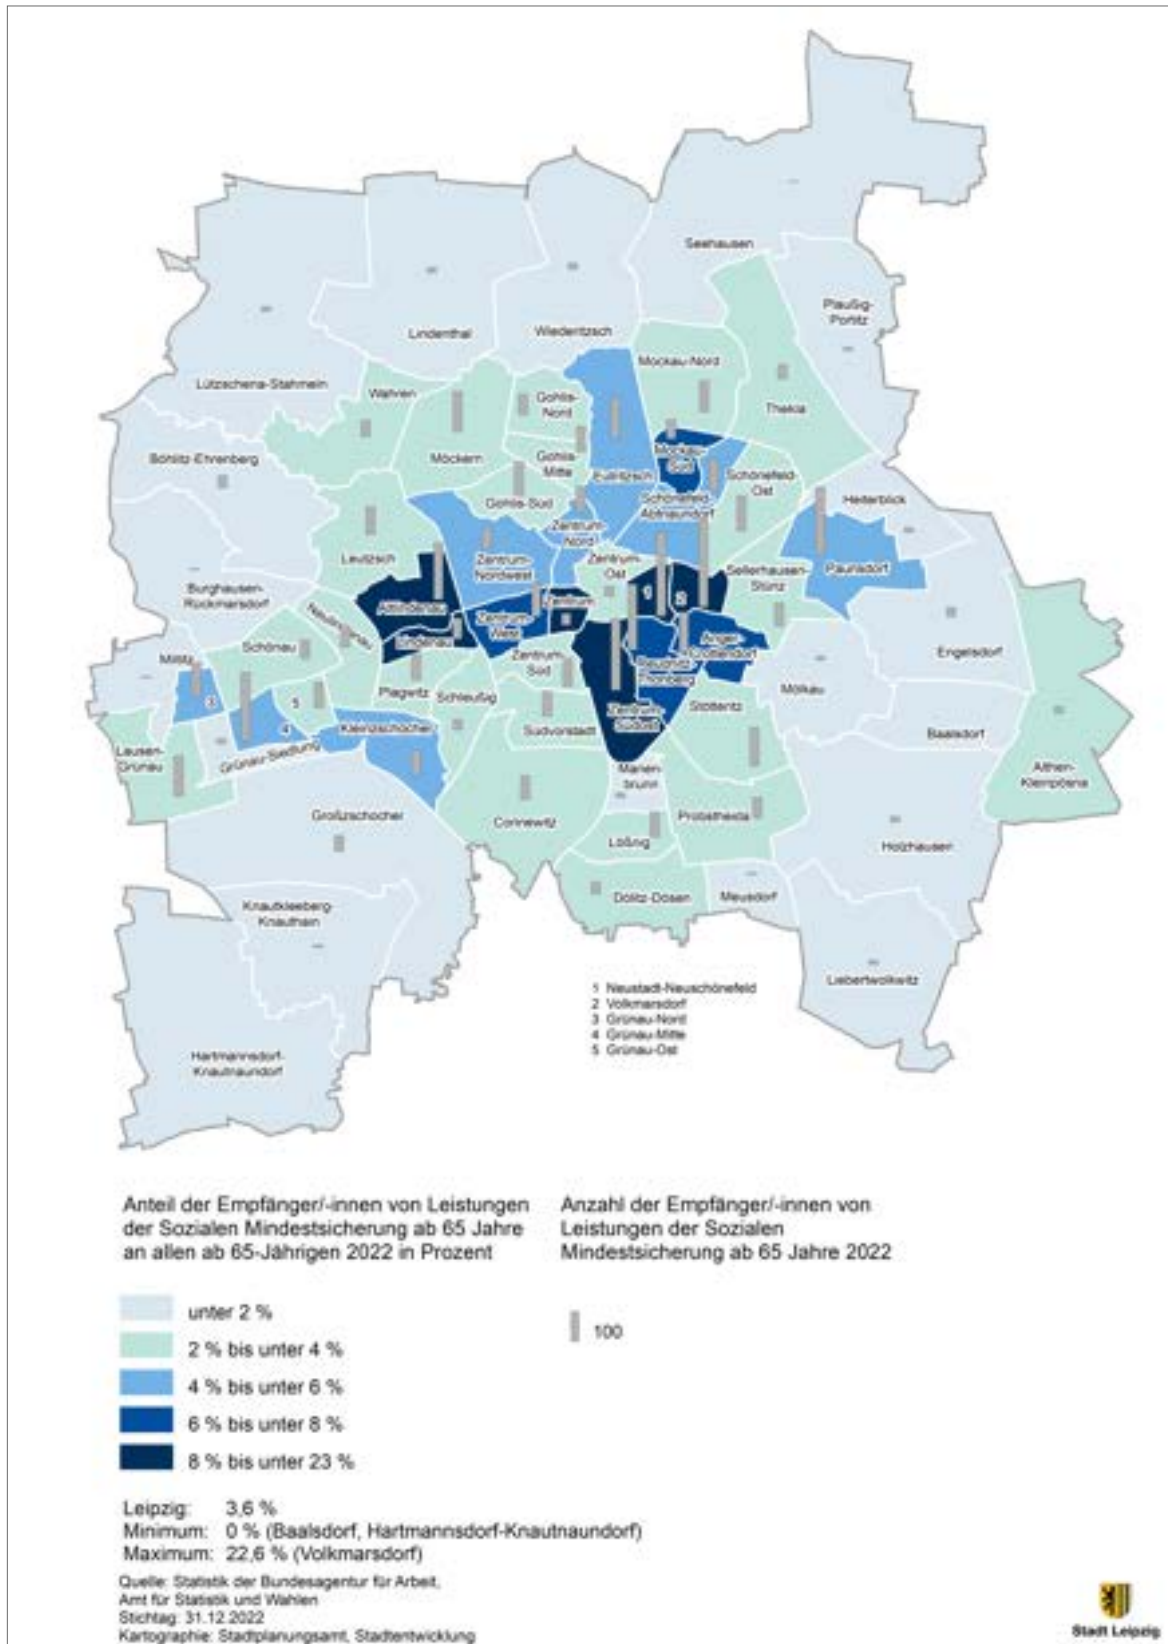 Seehausen
Plaußig-
Portitz
Wiederitzsch
Lindenthal
Lützschena-Stahmeln
Mockau-Nord
Thekla
Wahren
Gohlis-
Nord
Möckern
Gohlis-
Mitte
Mockau-
Süd
Böhlitz-Ehrenberg
Eutritzsch
Schönefeld-
Ost
Heiterblick
Gohlis-Süd
Schönefeld-
Abtnaundorf
Zentrum-
Nord
Leutzsch
Zentrum-
Nordwest
Zentrum-
Ost
Sellerhausen-
Stünz
Paunsdorf
Burghausen-
Rückmarsdorf
Altlindenau
Zentrum
1
2
Neulindenau
Zentrum-
West
Lindenau
Anger-
Crottendorf
Engelsdorf
Schönau
Miltitz
Zentrum-
Süd
Reudnitz-
Thonberg
Mölkau
Plagwitz
Schleußig
3
5
4
Kleinzschocher
Südvorstadt
Zentrum-
Südost
Stötteritz
Baalsdorf
Lausen-
Grünau
Grünau-Siedlung
Marien-
brunn
Althen-
Kleinpösna
Großzschocher
Connewitz
Probstheida
Lößnig
Holzhausen
Dölitz-Dösen
Meusdorf
Knautkleeberg-
Knauthain
Liebertwolkwitz
Hartmannsdorf-
Knautnaundorf
1 Neustadt-Neuschönefeld
2 Volkmarsdorf
3 Grünau-Nord
4 Grünau-Mitte
5 Grünau-Ost
Anteil der Empfänger/-innen von Leistungen
der Sozialen Mindestsicherung ab 65 Jahre
an allen ab 65-Jährigen 2022 in Prozent
unter 2 %
2 % bis unter 4 %
4 % bis unter 6 %
6 % bis unter 8 %
8 % bis unter 23 %
Anzahl der Empfänger/-innen von
Leistungen der Sozialen
Mindestsicherung ab 65 Jahre 2022
100
Leipzig: 3,6 %
Minimum: 0 % (Baalsdorf, Hartmannsdorf-Knautnaundorf)
Maximum: 22,6 % (Volkmarsdorf)
Quelle: Statistik der Bundesagentur für Arbeit,
Amt für Statistik und Wahlen
Stichtag: 31.12.2022
Kartographie: Stadtplanungsamt, Stadtentwicklung
Stadt Leipzig